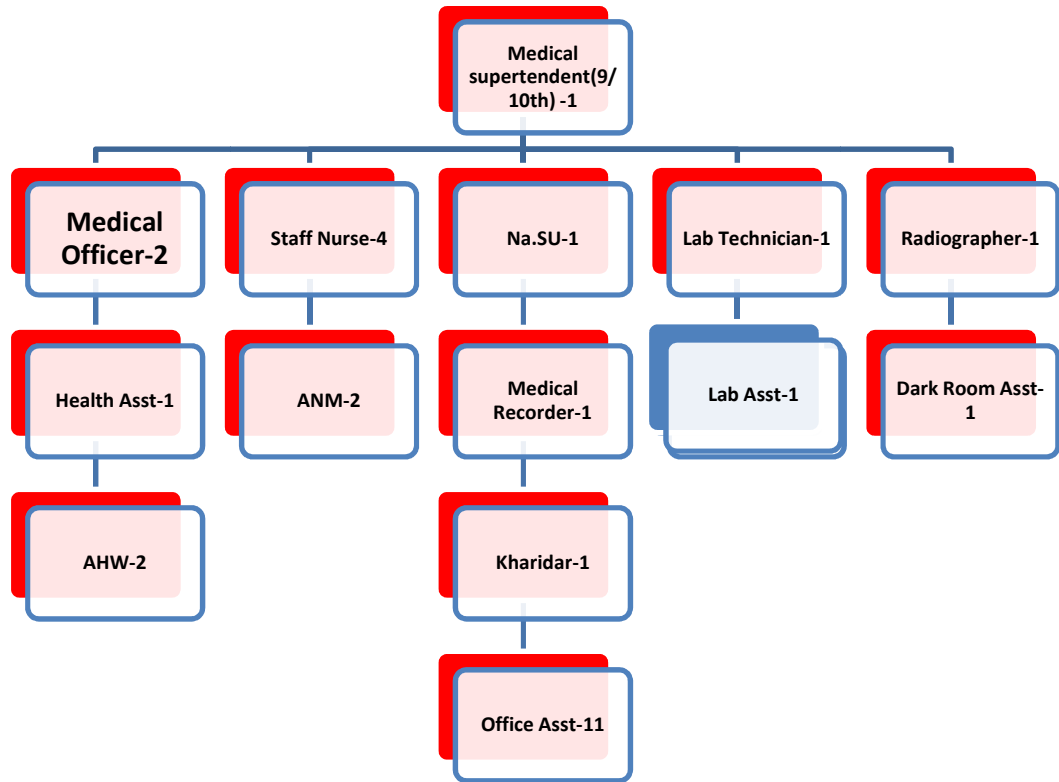 Medical
supertendent(9/
10th) -1
Medical
Officer-2
Staff Nurse-4
Na.SU-1
Lab Technician-1
Radiographer-1
Health Asst-1
ANM-2
Medical
Recorder-1
Lab Asst-1
Dark Room Asst-
1
AHW-2
Kharidar-1
Office Asst-11